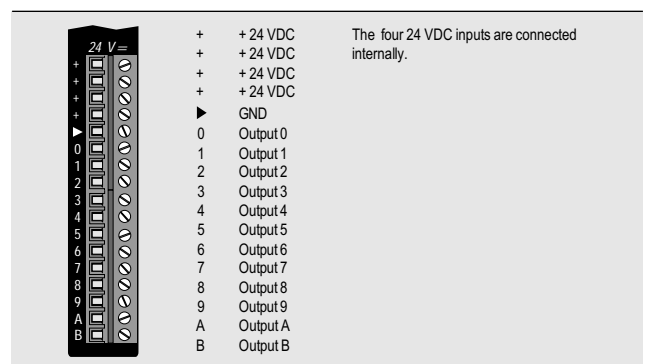 24 V=
+
+
+
+
▶
0
1
2
3
4
5
6
7
8
9
A
B
+ + 24 VDC
+ + 24 VDC
+ + 24 VDC
+ + 24 VDC
▶ GND
0 Output 0
1 Output 1
2 Output 2
3 Output 3
4 Output 4
5 Output 5
6 Output 6
7 Output 7
8 Output 8
9 Output 9
A Output A
B Output B
The four 24 VDC inputs are connected
internally.